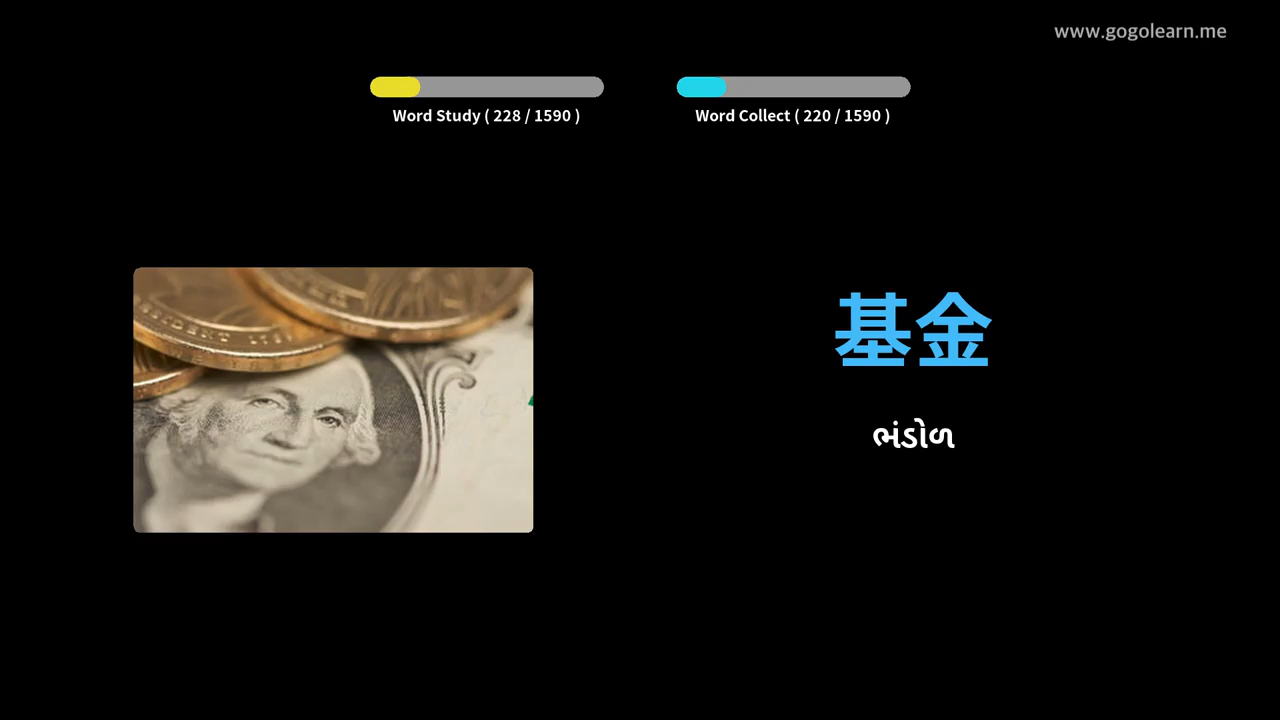 www.gogolearn.me
Word Study ( 228 / 1590 )
Word Collect ( 220 / 1590 )
基金
ભંડોળ